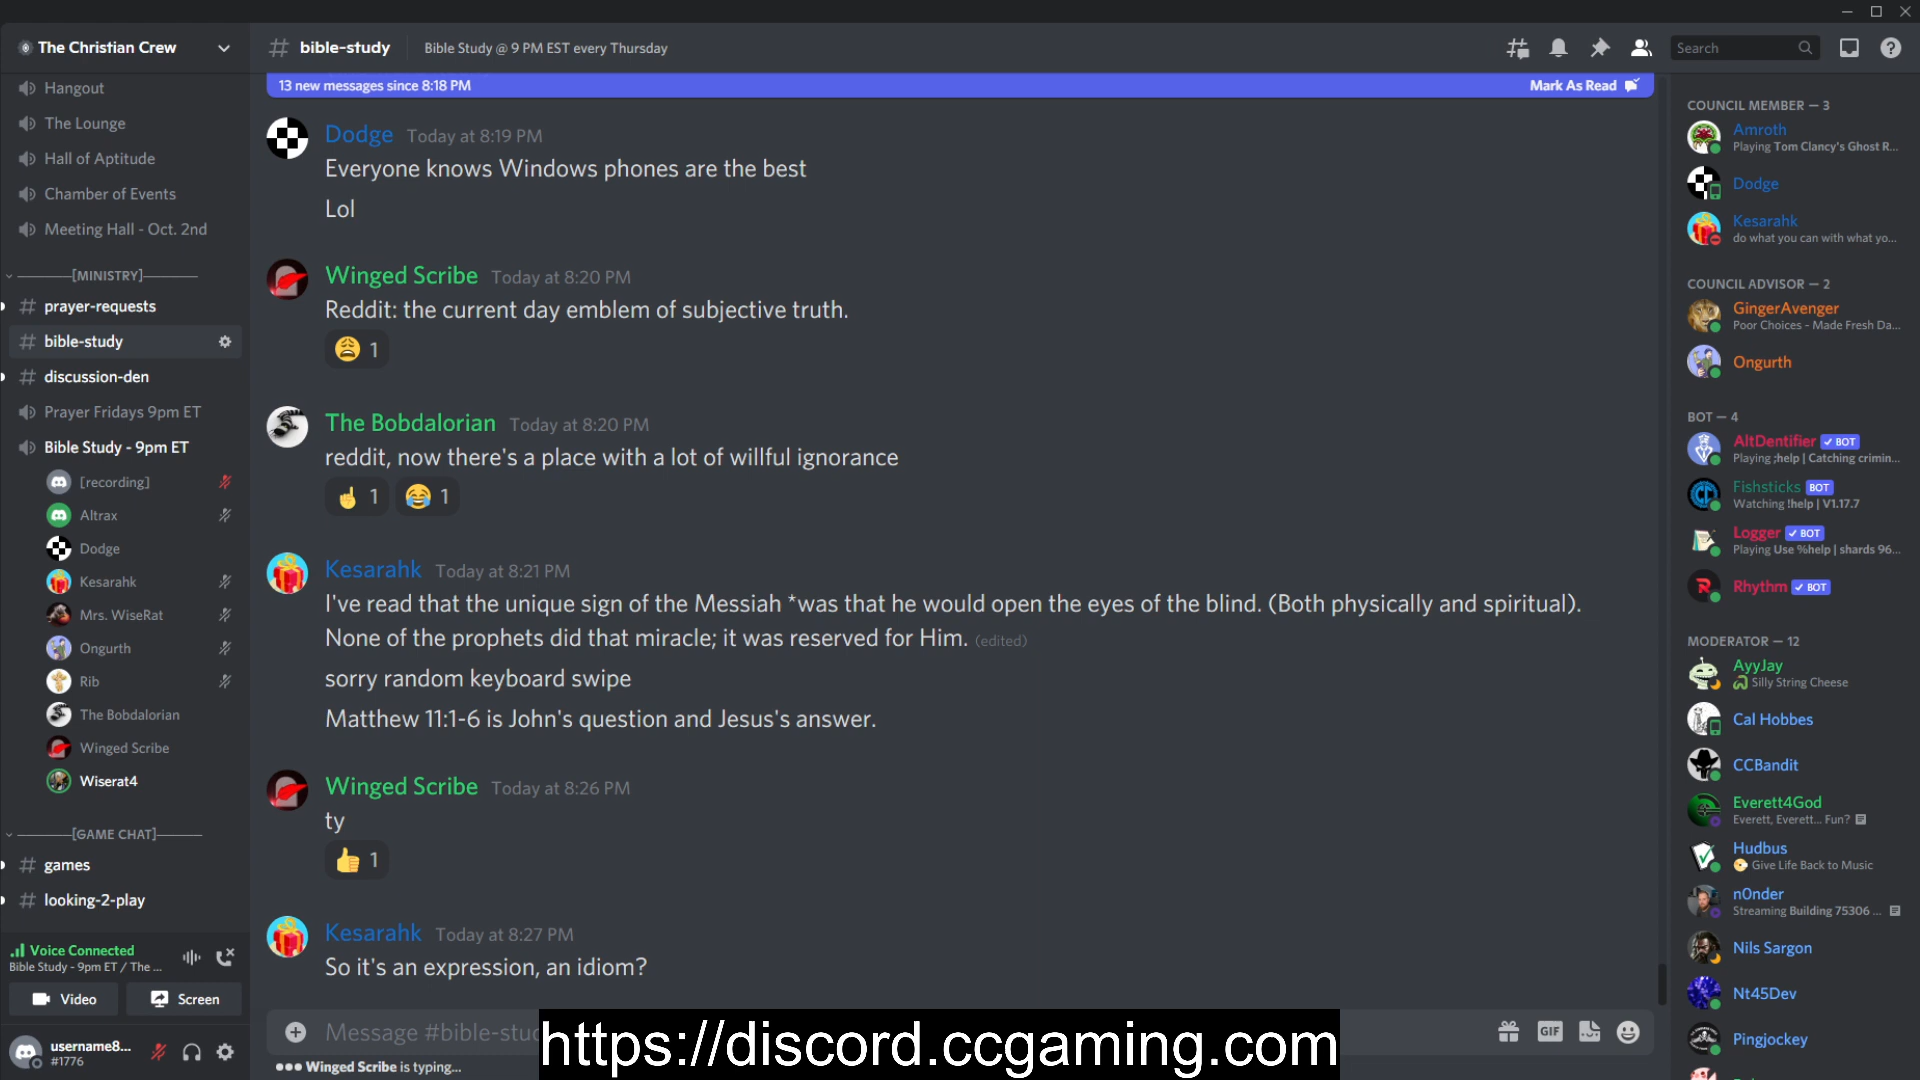 The Christian Crew
Hangout
The Lounge
Hall of Aptitude
Chamber of Events
Meeting Hall - Oct. 2nd
[MINISTRY]
prayer-requests
bible-study
discussion-den
Prayer Fridays 9pm ET
Bible Study - 9pm ET
[recording]
Altrax
Dodge
Kesarahk
Mrs. WiseRat
Ongurth
Rib
The Bobdalorian
Winged Scribe
Wiserat4
[GAME CHAT]
games
looking-2-play
Voice Connected
Bible Study - 9pm ET / The ...
Video Screen
username8...
#1776
bible-study Bible Study @ 9 PM EST every Thursday
Search
13 new messages since 8:18 PM Mark As Read
Dodge Today at 8:19 PM
Everyone knows Windows phones are the best
Lol
Winged Scribe Today at 8:20 PM
Reddit: the current day emblem of subjective truth.
1
The Bobdalorian Today at 8:20 PM
reddit, now there's a place with a lot of willful ignorance
1 1
Kesarahk Today at 8:21 PM
I've read that the unique sign of the Messiah *was that he would open the eyes of the blind. (Both physically and spiritual).
None of the prophets did that miracle; it was reserved for Him. (edited)
sorry random keyboard swipe
Matthew 11:1-6 is John's question and Jesus's answer.
Winged Scribe Today at 8:26 PM
ty
1
Kesarahk Today at 8:27 PM
So it's an expression, an idiom?
Message #bible-stu
GIF
https://discord.ccgaming.com
Winged Scribe is typing...
COUNCIL MEMBER — 3
Amroth
Playing Tom Clancy's Ghost R...
Dodge
Kesarahk
do what you can with what yo...
COUNCIL ADVISOR — 2
GingerAvenger
Poor Choices - Made Fresh Da...
Ongurth
BOT — 4
AltDentifier BOT
Playing ;help | Catching crimin...
Fishsticks BOT
Watching !help | V1.17.7
Logger BOT
Playing Use %help | shards 96...
Rhythm BOT
MODERATOR — 12
AyyJay
Silly String Cheese
Cal Hobbes
CCBandit
Everett4God
Everett, Everett... Fun?
Hudbus
Give Life Back to Music
n0nder
Streaming Building 75306 ...
Nils Sargon
Nt45Dev
Pingjockey